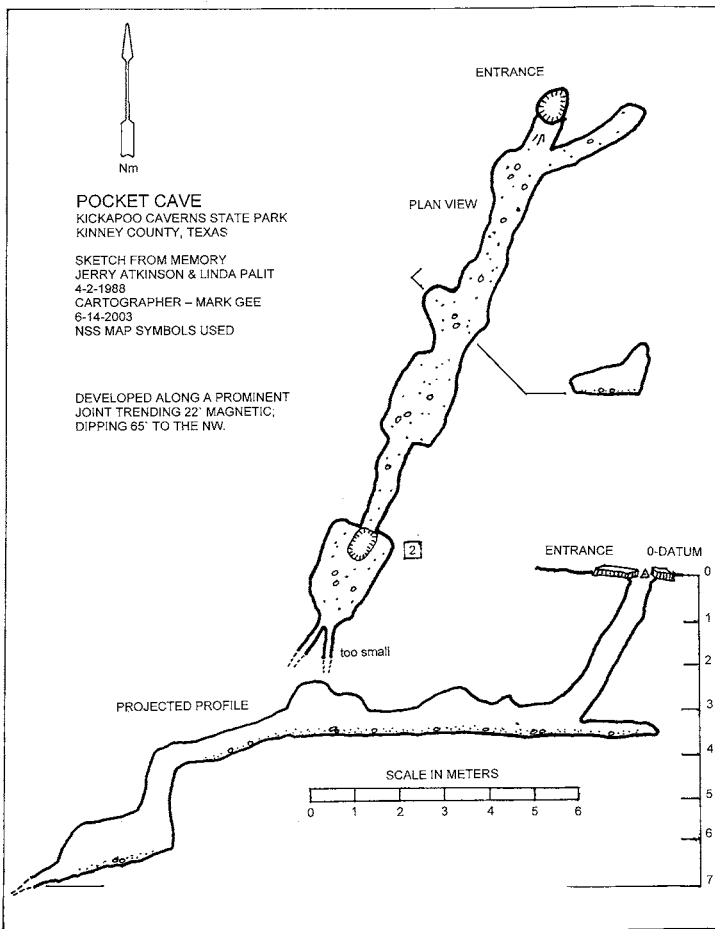 ENTRANCE
Nm
POCKET CAVE
KICKAPOO CAVERNS STATE PARK
KINNEY COUNTY, TEXAS
PLAN VIEW
SKETCH FROM MEMORY
JERRY ATKINSON & LINDA PALIT
4-2-1988
CARTOGRAPHER – MARK GEE
6-14-2003
NSS MAP SYMBOLS USED
DEVELOPED ALONG A PROMINENT
JOINT TRENDING 22° MAGNETIC;
DIPPING 65° TO THE NW.
2
ENTRANCE 0-DATUM
0
1
2
3
4
5
6
7
too small
PROJECTED PROFILE
SCALE IN METERS
0 1 2 3 4 5 6